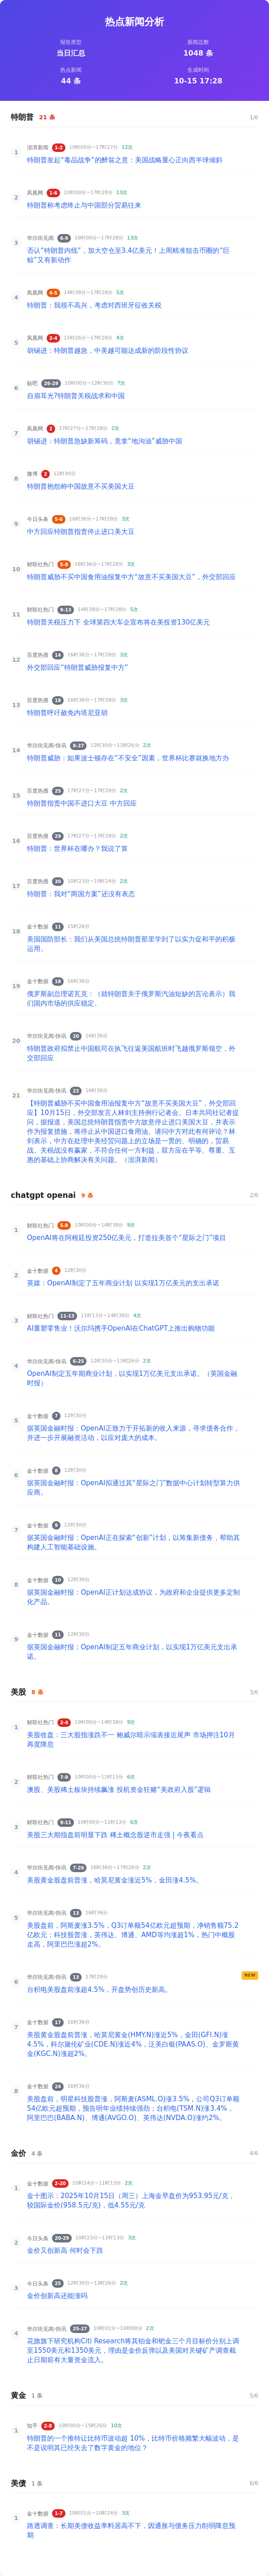 热点新闻分析
报告类型
新闻总数
当日汇总
1048 条
热点新闻
生成时间
44 条
10-15 17:28
特朗普 21 条 1/6
1
澎湃新闻 1-2 10时00分~17时27分 12次
特朗普发起“毒品战争”的醉翁之意：美国战略重心正向西半球倾斜
2
凤凰网 1-6 10时00分~17时28分 13次
特朗普称考虑终止与中国部分贸易往来
3
华尔街见闻 6-9 10时00分~17时28分 13次
否认“特朗普内线”，加大空仓至3.4亿美元！上周精准狙击币圈的“巨
鲸”又有新动作
4
凤凰网 4-5 14时38分~17时28分 5次
特朗普：我很不高兴，考虑对西班牙征收关税
5
凤凰网 2-4 15时26分~17时28分 4次
胡锡进：特朗普越急，中美越可能达成新的阶段性协议
6
贴吧 26-29 10时00分~12时30分 7次
自扇耳光?特朗普关税战求和中国
7
凤凰网 2 17时27分~17时28分 2次
胡锡进：特朗普急缺新筹码，竟拿“地沟油”威胁中国
8
微博 2 12时30分
特朗普抱怨称中国故意不买美国大豆
9
今日头条 5-6 16时36分~17时28分 3次
中方回应特朗普指责停止进口美大豆
10
财联社热门 5-8 16时36分~17时28分 3次
特朗普威胁不买中国食用油报复中方“故意不买美国大豆”，外交部回应
11
财联社热门 9-13 14时38分~17时28分 5次
特朗普关税压力下 全球第四大车企宣布将在美投资130亿美元
12
百度热搜 14 16时36分~17时28分 3次
外交部回应“特朗普威胁报复中方”
13
百度热搜 18 16时36分~17时28分 3次
特朗普呼吁赦免内塔尼亚胡
14
华尔街见闻-快讯 8-27 12时30分~13时26分 2次
特朗普威胁：如果波士顿存在“不安全”因素，世界杯比赛就换地方办
15
百度热搜 25 17时27分~17时28分 2次
特朗普指责中国不进口大豆 中方回应
16
百度热搜 29 17时27分~17时28分 2次
特朗普：世界杯在哪办？我说了算
17
百度热搜 30 10时23分~10时24分 2次
特朗普：我对“两国方案”还没有表态
18
金十数据 11 15时26分
美国国防部长：我们从美国总统特朗普那里学到了以实力促和平的积极
运用。
19
金十数据 18 16时36分
俄罗斯副总理诺瓦克：（就特朗普关于俄罗斯汽油短缺的言论表示）我
们国内市场的供应稳定。
20
华尔街见闻-快讯 20 16时36分
特朗普政府拟禁止中国航司在执飞往返美国航班时飞越俄罗斯领空，外
交部回应
21
华尔街见闻-快讯 22 16时36分
【特朗普威胁不买中国食用油报复中方“故意不买美国大豆”，外交部回
应】10月15日，外交部发言人林剑主持例行记者会。日本共同社记者提
问，据报道，美国总统特朗普指责中方故意停止进口美国大豆，并表示
作为报复措施，将停止从中国进口食用油。请问中方对此有何评论？林
剑表示，中方在处理中美经贸问题上的立场是一贯的、明确的，贸易
战、关税战没有赢家，不符合任何一方利益，双方应在平等、尊重、互
惠的基础上协商解决有关问题。（澎湃新闻）
chatgpt openai 9 条 2/6
1
财联社热门 5-8 10时00分~14时38分 9次
OpenAI将在阿根廷投资250亿美元，打造拉美首个“星际之门”项目
2
金十数据 4 12时30分
英媒：OpenAI制定了五年商业计划 以实现1万亿美元的支出承诺
3
财联社热门 11-13 11时13分~14时38分 4次
AI重塑零售业！沃尔玛携手OpenAI在ChatGPT上推出购物功能
4
华尔街见闻-快讯 6-25 12时30分~13时26分 2次
OpenAI制定五年期商业计划，以实现1万亿美元支出承诺。（英国金融
时报）
5
金十数据 7 12时30分
据英国金融时报：OpenAI正致力于开拓新的收入来源，寻求债务合作，
并进一步开展融资活动，以应对庞大的成本。
6
金十数据 8 12时30分
据英国金融时报：OpenAI拟通过其“星际之门”数据中心计划转型算力供
应商。
7
金十数据 9 12时30分
据英国金融时报：OpenAI正在探索“创新”计划，以筹集新债务，帮助其
构建人工智能基础设施。
8
金十数据 10 12时30分
据英国金融时报：OpenAI正计划达成协议，为政府和企业提供更多定制
化产品。
9
金十数据 11 12时30分
据英国金融时报：OpenAI制定五年商业计划，以实现1万亿美元支出承
诺。
美股 8 条 3/6
1
财联社热门 2-4 10时00分~14时38分 9次
美股收盘：三大股指涨跌不一 鲍威尔暗示缩表接近尾声 市场押注10月
再度降息
2
财联社热门 7-9 10时00分~11时13分 6次
澳股、美股稀土板块持续飙涨 投机资金狂赌“美政府入股”逻辑
3
财联社热门 9-11 10时00分~11时13分 6次
美股三大期指盘前明显下跌 稀土概念股逆市走强 | 今夜看点
4
华尔街见闻-快讯 7-26 16时36分~17时28分 2次
美股黄金股盘前普涨，哈莫尼黄金涨近5%，金田涨4.5%。
5
华尔街见闻-快讯 13 16时36分
美股盘前，阿斯麦涨3.5%，Q3订单额54亿欧元超预期，净销售额75.2
亿欧元；科技股普涨，英伟达、博通、AMD等均涨超1%，热门中概股
走高，阿里巴巴涨超2%。
6
华尔街见闻-快讯 13 17时28分 NEW
台积电美股盘前涨超4.5%，开盘势创历史新高。
7
金十数据 17 16时36分
美股黄金股盘前普涨，哈莫尼黄金(HMY.N)涨近5%，金田(GFI.N)涨
4.5%，科尔黛伦矿业(CDE.N)涨近4%，泛美白银(PAAS.O)、金罗斯黄
金(KGC.N)涨超2%。
8
金十数据 24 16时36分
美股盘前，明星科技股普涨，阿斯麦(ASML.O)涨3.5%，公司Q3订单额
54亿欧元超预期，预告明年业绩持续强劲；台积电(TSM.N)涨3.4%，
阿里巴巴(BABA.N)、博通(AVGO.O)、英伟达(NVDA.O)涨约2%。
金价 4 条 4/6
1
金十数据 2-20 10时24分~11时13分 2次
金十图示：2025年10月15日（周三）上海金早盘价为953.95元/克，
较国际金价(958.5元/克)，低4.55元/克
2
今日头条 20-29 10时23分~11时13分 3次
金价又创新高 何时会下跌
3
今日头条 25 12时30分~13时26分 2次
金价创新高还能涨吗
4
华尔街见闻-快讯 25-27 10时01分~10时08分 2次
花旗旗下研究机构Citi Research将其铂金和钯金三个月目标价分别上调
至1550美元和1350美元，理由是金价反弹以及美国对关键矿产调查截
止日期前有大量资金流入。
黄金 1 条 5/6
1
知乎 2-8 10时00分~15时26分 10次
特朗普的一个推特让比特币波动超 10%，比特币价格频繁大幅波动，是
不是说明其已经失去了数字黄金的地位？
美债 1 条 6/6
1
金十数据 1-7 10时01分~10时24分 3次
路透调查：长期美债收益率料居高不下，因通胀与债务压力削弱降息预
期